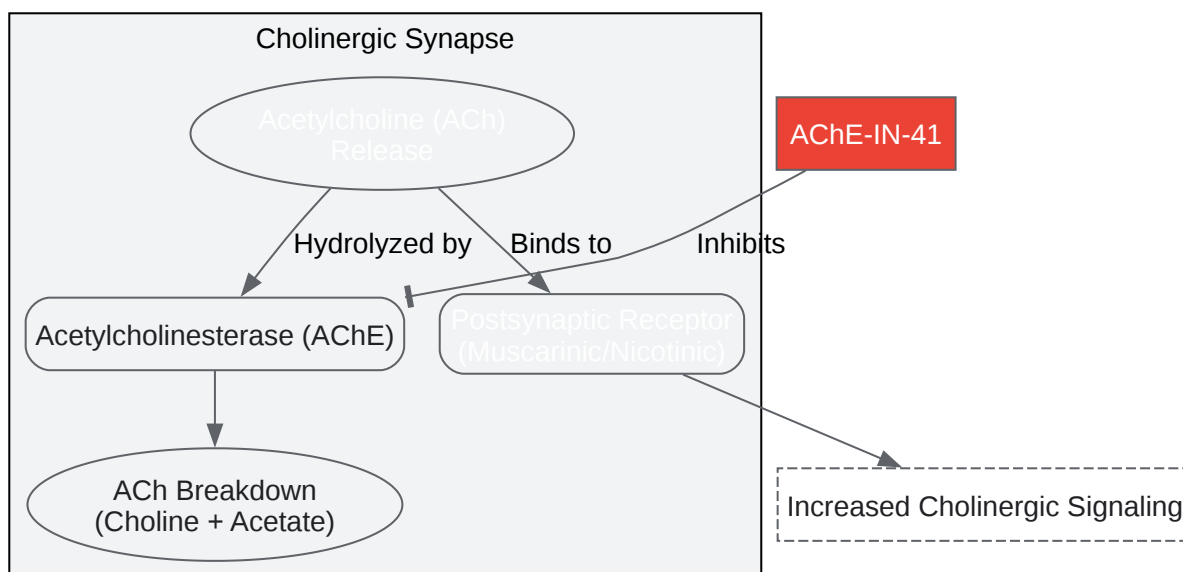 Cholinergic Synapse
Acetylcholine (ACh)
Release
AChE-IN-41
Hydrolyzed by
Binds to
Inhibits
Acetylcholinesterase (AChE)
Postsynaptic Receptor
(Muscarinic/Nicotinic)
ACh Breakdown
(Choline + Acetate)
Increased Cholinergic Signaling